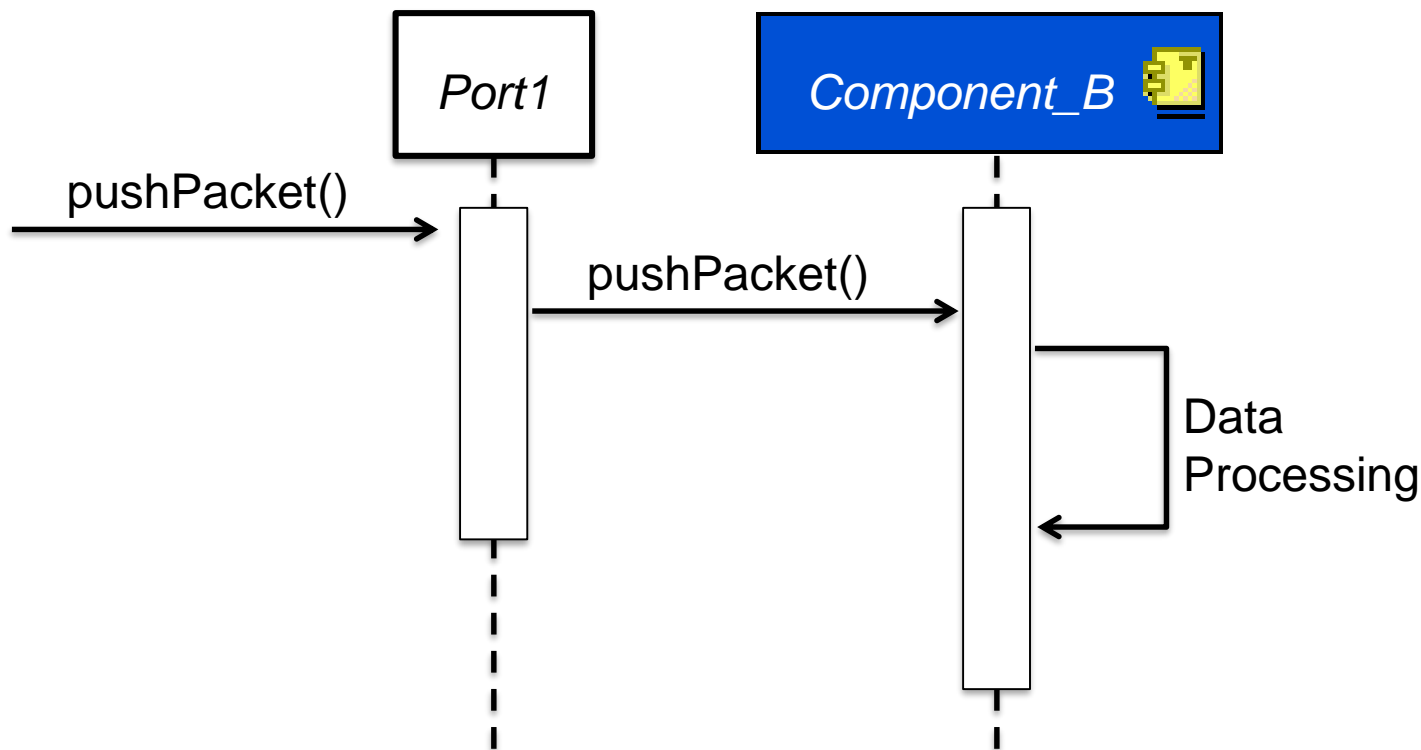 Port1
Component_B
pushPacket()
pushPacket()
Data
Processing